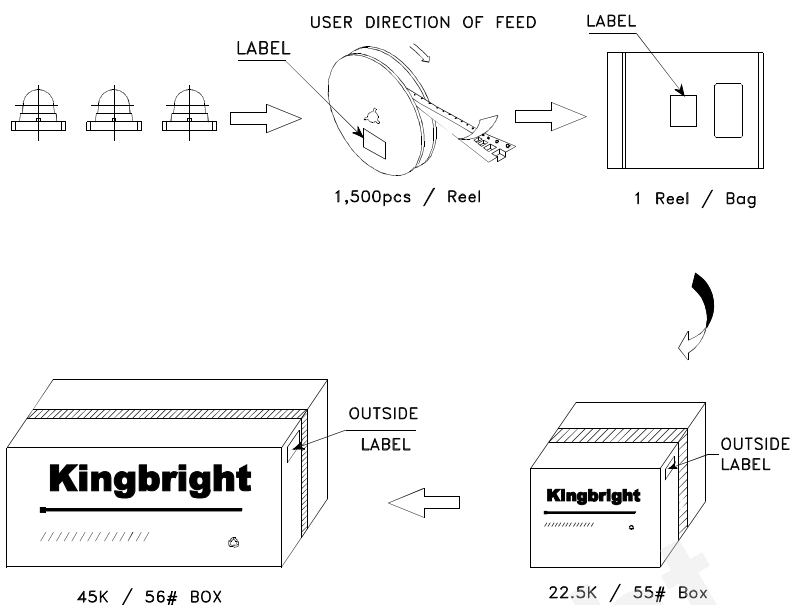 USER DIRECTION OF FEED
LABEL
LABEL
1,500pcs / Reel
1 Reel / Bag
OUTSIDE
LABEL
Kingbright
45K / 56# BOX
OUTSIDE
LABEL
Kingbright
22.5K / 55# Box